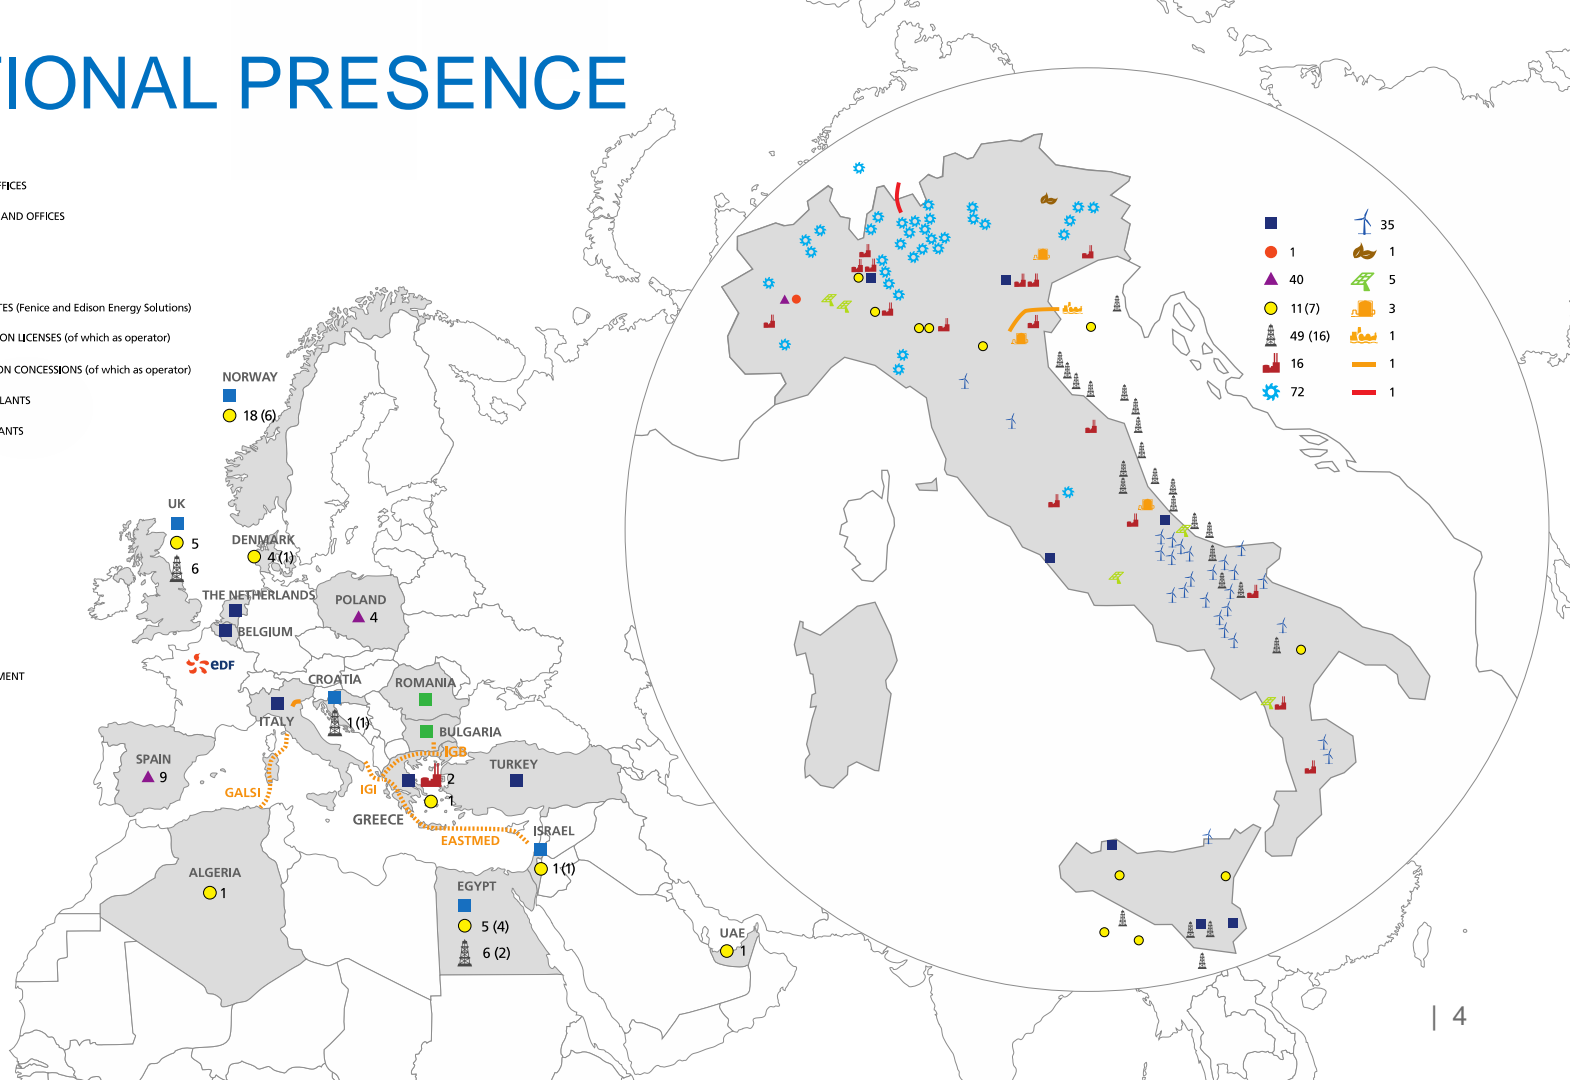 TIONAL PRESENCE
FFICES
AND OFFICES
TES (Fenice and Edison Energy Solutions)
ON LICENSES (of which as operator)
ON CONCESSIONS (of which as operator)
LANTS
ANTS
MENT
NORWAY
18 (6)
UK
5
6
DENMARK
4 (1)
THE NETHERLANDS
BELGIUM
POLAND
4
eDF
CROATIA
1 (1)
ROMANIA
ITALY
BULGARIA
IGB
SPAIN
9
TURKEY
2
1
GALSI
IGI
GREECE
EASTMED
ISRAEL
1 (1)
ALGERIA
1
EGYPT
5 (4)
6 (2)
UAE
1
35
1
1
40
5
11 (7)
3
49 (16)
1
16
1
72
1
| 4